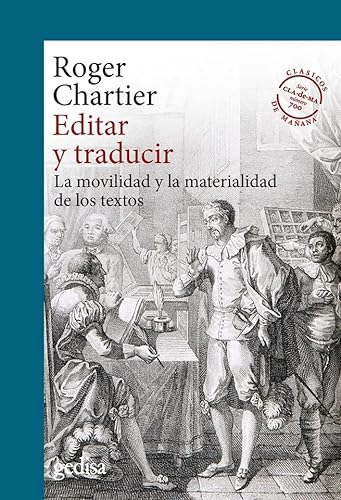 Roger
Chartier
Editar
y traducir
La movilidad y la materialidad
de los textos
CLÁSICOS
Serie
CLA-de-MA
número
700
DE MAÑANA
gedisa